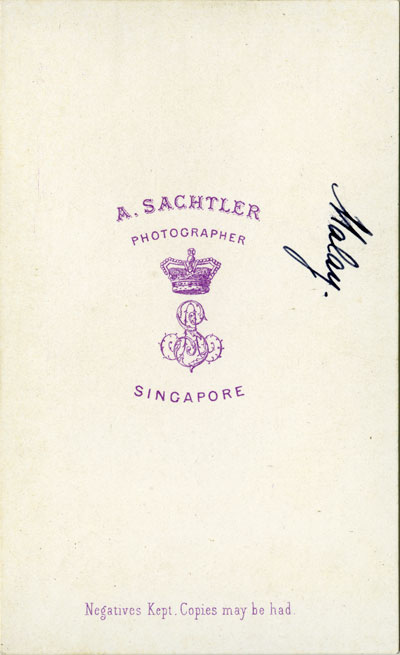 A. SACHTLER
PHOTOGRAPHER
SINGAPORE
Malay.
Negatives Kept. Copies may be had.